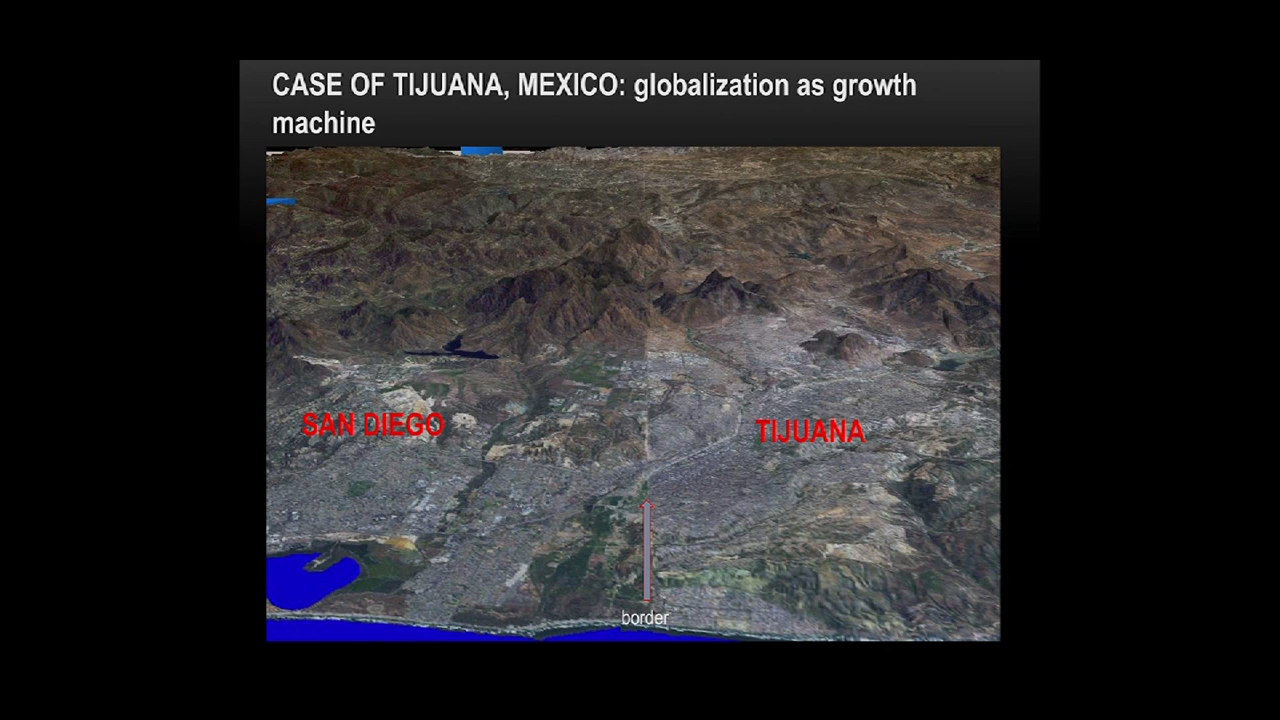 CASE OF TIJUANA, MEXICO: globalization as growth
machine
SAN DIEGO
TIJUANA
border